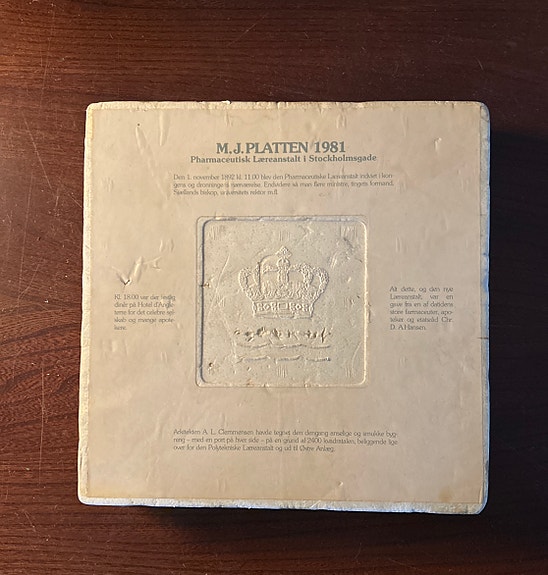 M.J.PLATTEN 1981
Pharmaceutisk Læreanstalt i Stockholmsgade
Den 1. november 1892 kl. 11.00 blev den Pharmaceutiske Læreanstalt indviet i kon-
gens og dronnings til nærværelse. Endvidere så man flere ministre, tingets formand,
Sjællands biskop, universitets rektor m.fl.
Kl. 18.00 var der festlig
diner på Hotel d'Angle-
terre for det celebre sel-
skab og mange apote-
kere.
Alt dette, og den nye
Læreanstalt, var en
gave fra en af datidens
store farmaceuter, apo-
teker og etatsråd Chr.
D. A. Hansen.
Arkitekten A. L. Clemmensen havde tegnet den dengang anselige og smukke byg-
ning – med en port på hver side – på en grund af 2400 kvadratalen, beliggende lige
over for den Polytekniske Læreanstalt og ud til Østre Anlæg.